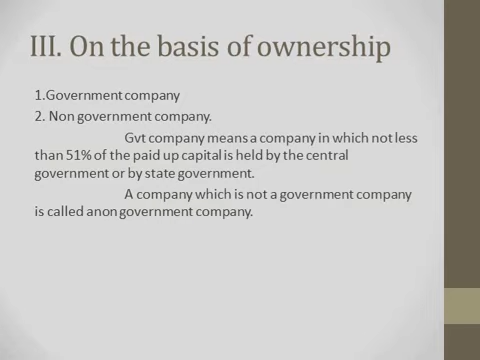 III. On the basis of ownership
1.Government company
2. Non government company.
Gvt company means a company in which not less
than 51% of the paid up capital is held by the central
government or by state government.
A company which is not a government company
is called anon government company.